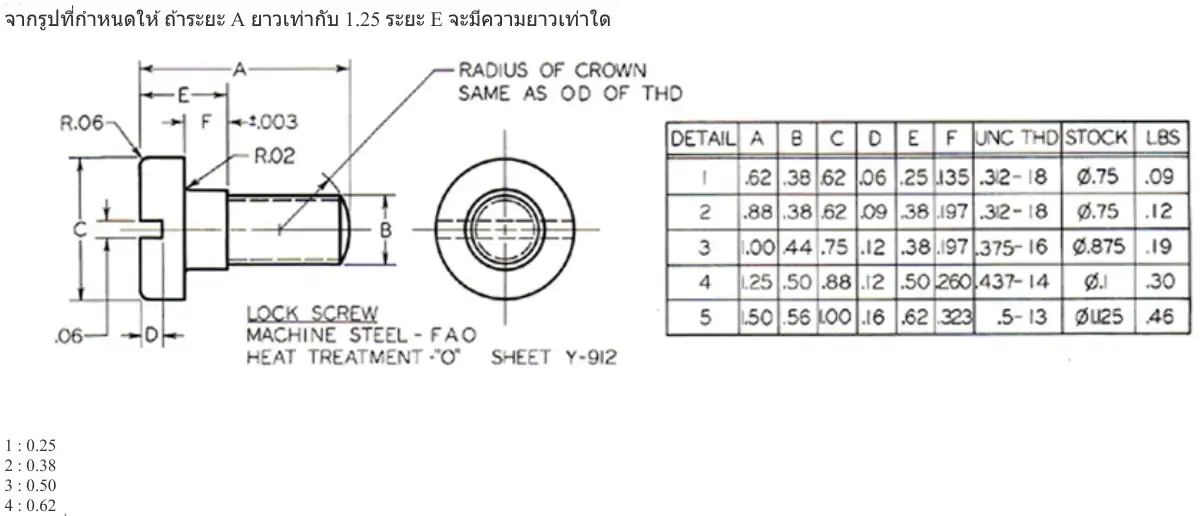 จากรูปที่กำหนดให้ ถ้าระยะ A ยาวเท่ากับ 1.25 ระยะ E จะมีความยาวเท่าใด
A
RADIUS OF CROWN
SAME AS OD OF THD
E
R.06
F
±.003
R.02
C
B
.06
D
LOCK SCREW
MACHINE STEEL - FAO
HEAT TREATMENT -"O" SHEET Y-912
DETAIL A B C D E F UNC THD STOCK LBS
1 .62 .38 .62 .06 .25 .135 .312-18 Ø.75 .09
2 .88 .38 .62 .09 .38 .197 .312-18 Ø.75 .12
3 1.00 .44 .75 .12 .38 .197 .375-16 Ø.875 .19
4 1.25 .50 .88 .12 .50 .260 .437-14 Ø.1 .30
5 1.50 .56 1.00 .16 .62 .323 .5-13 Ø1.125 .46
1 : 0.25
2 : 0.38
3 : 0.50
4 : 0.62